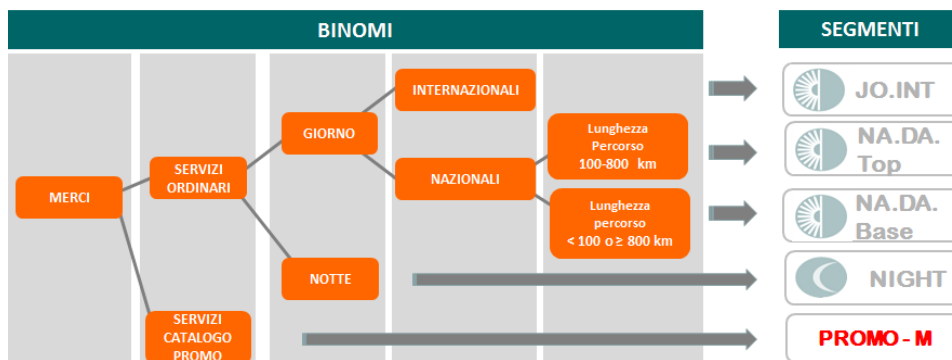 BINOMI
SEGMENTI
MERCI
SERVIZI
ORDINARI
SERVIZI
CATALOGO
PROMO
GIORNO
NOTTE
INTERNAZIONALI
NAZIONALI
Lunghezza
Percorso
100-800 km
Lunghezza
percorso
< 100 o ≥ 800 km
JO.INT
NA.DA.
Top
NA.DA.
Base
NIGHT
PROMO - M